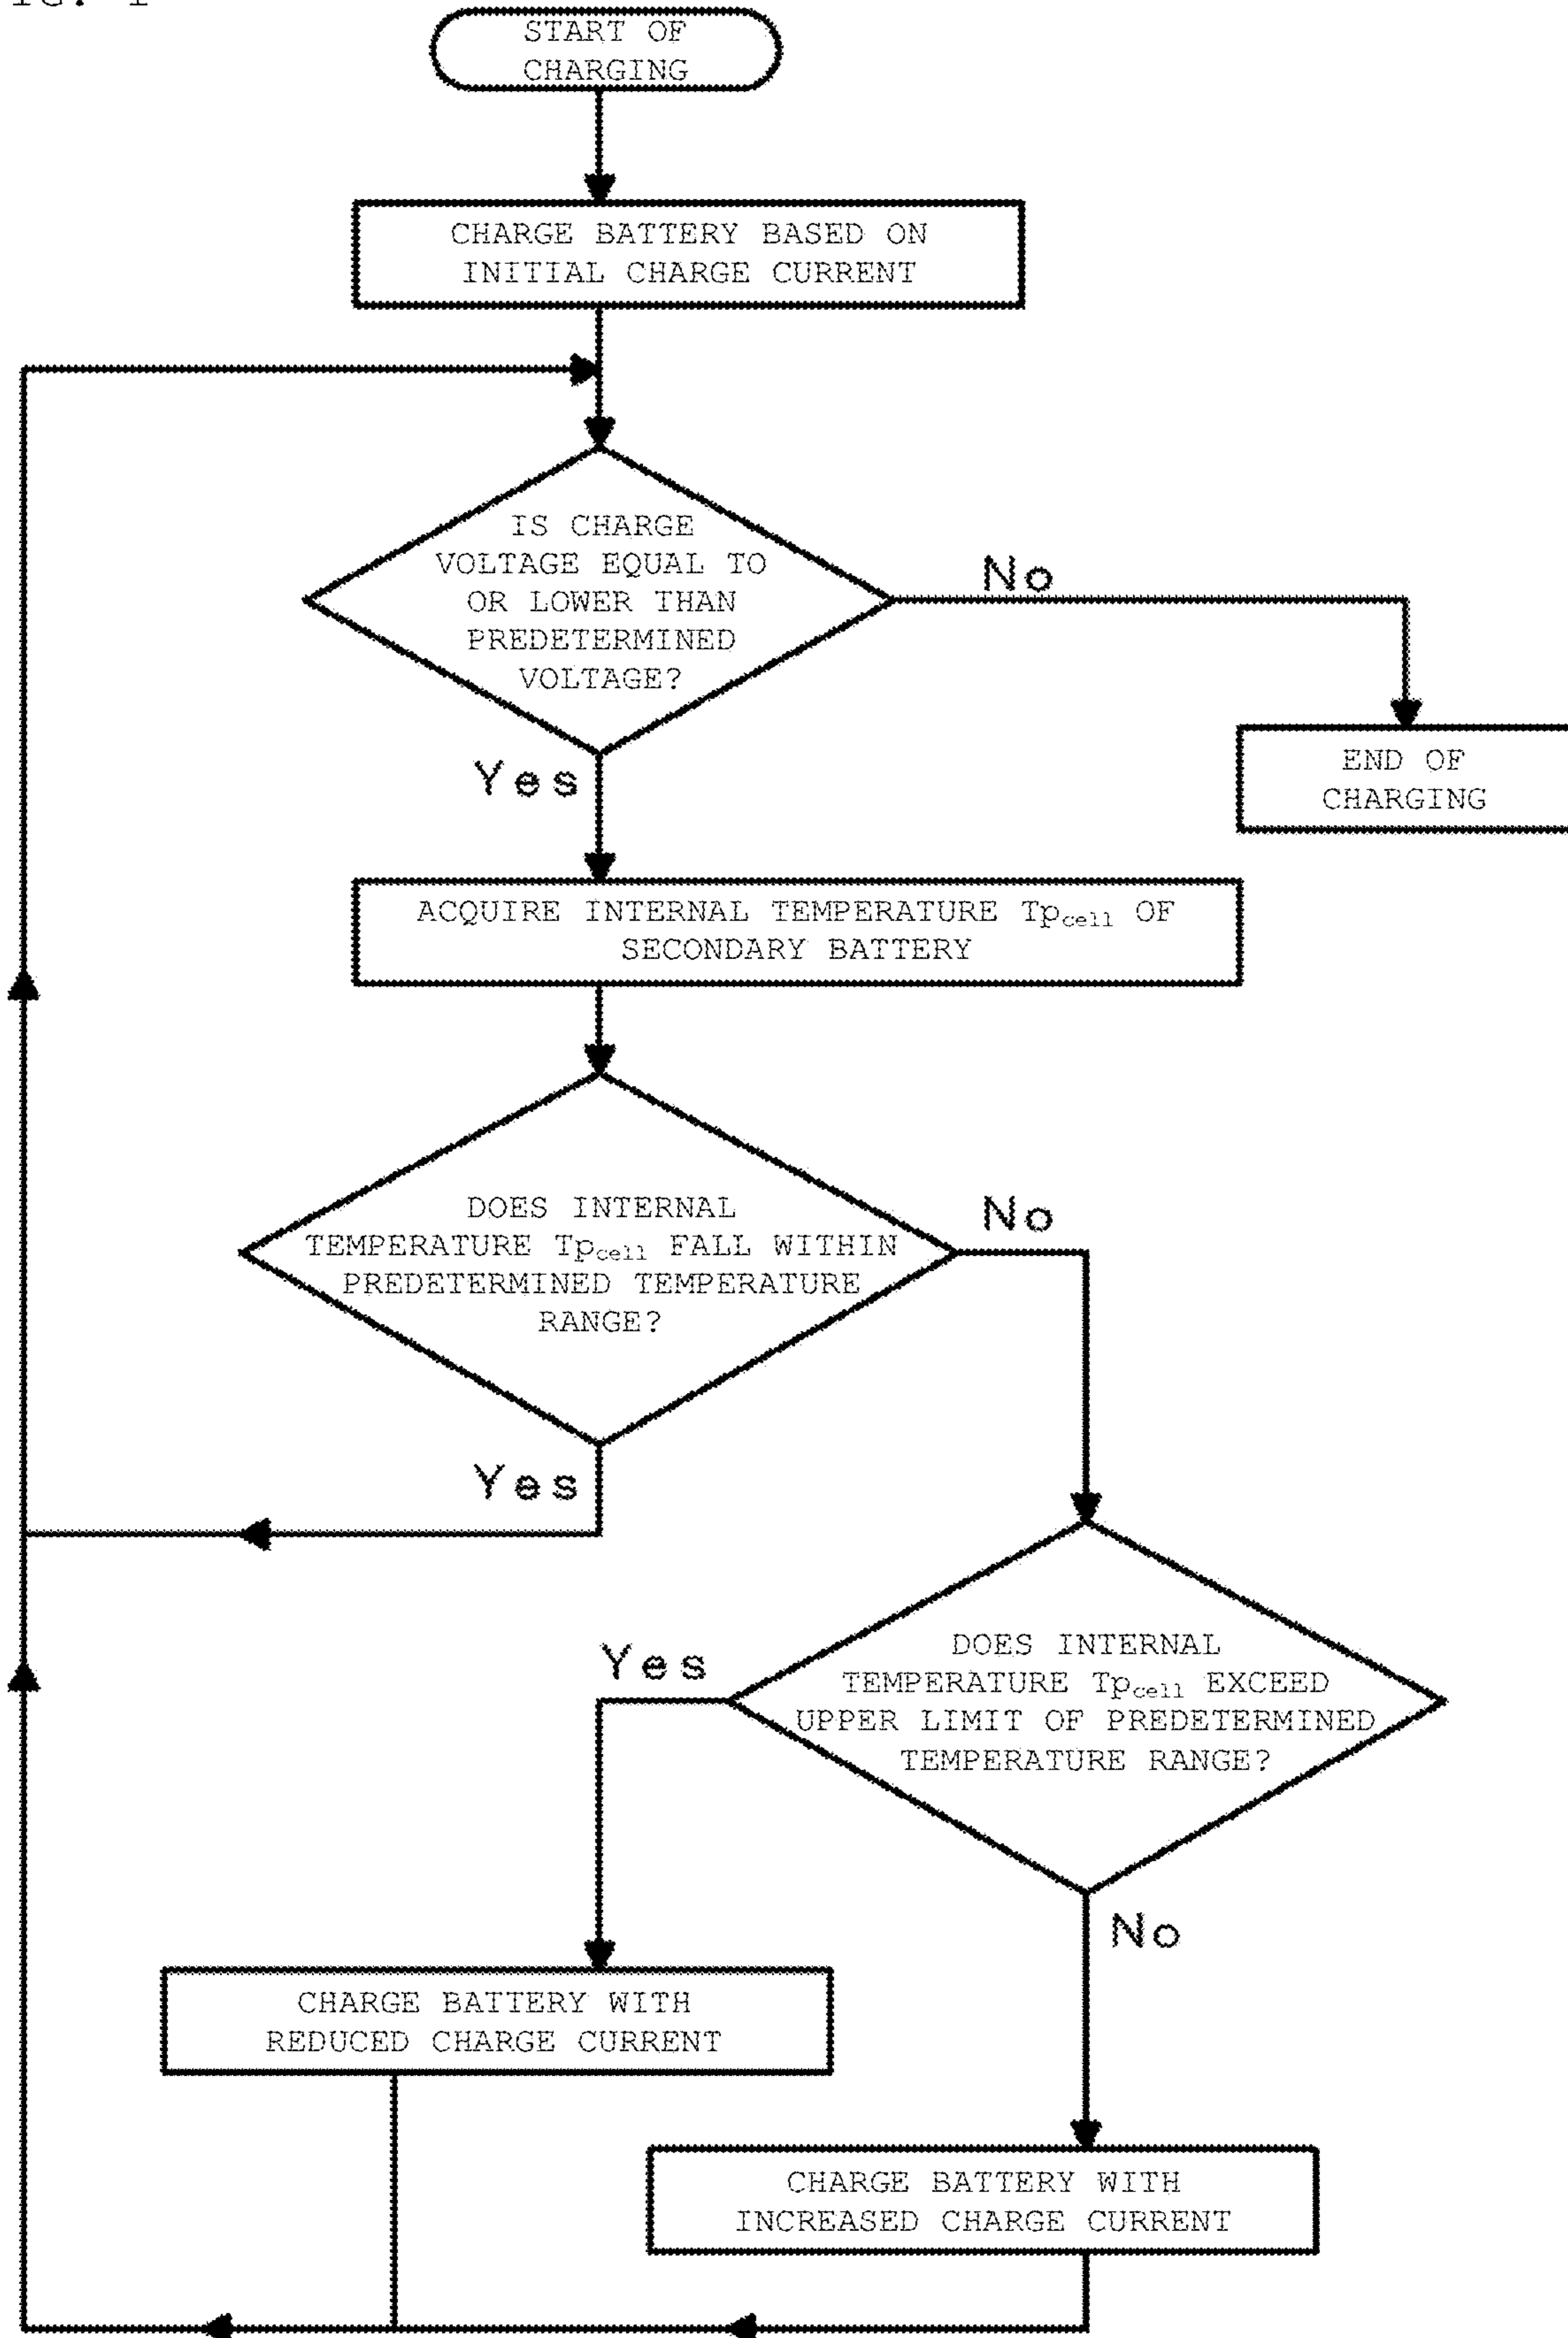 IG. 1
START OF
CHARGING
CHARGE BATTERY BASED ON
INITIAL CHARGE CURRENT
IS CHARGE
VOLTAGE EQUAL TO
OR LOWER THAN
PREDETERMINED
VOLTAGE?
No
Yes
END OF
CHARGING
ACQUIRE INTERNAL TEMPERATURE Tpcell OF
SECONDARY BATTERY
DOES INTERNAL
TEMPERATURE Tpcell FALL WITHIN
PREDETERMINED TEMPERATURE
RANGE?
No
Yes
DOES INTERNAL
TEMPERATURE Tpcell EXCEED
UPPER LIMIT OF PREDETERMINED
TEMPERATURE RANGE?
Yes
No
CHARGE BATTERY WITH
REDUCED CHARGE CURRENT
CHARGE BATTERY WITH
INCREASED CHARGE CURRENT